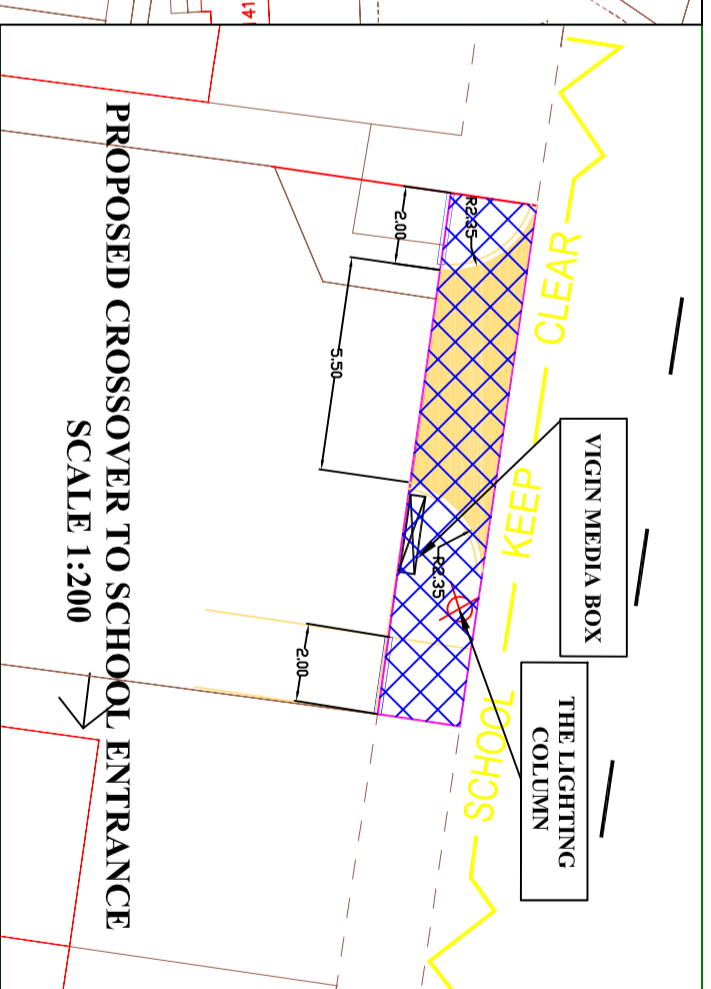 141
SCHOOL KEEP CLEAR
VIGIN MEDIA BOX
THE LIGHTING
COLUMN
R2.35
2.00
5.50
R2.35
2.00
PROPOSED CROSSOVER TO SCHOOL ENTRANCE
SCALE 1:200